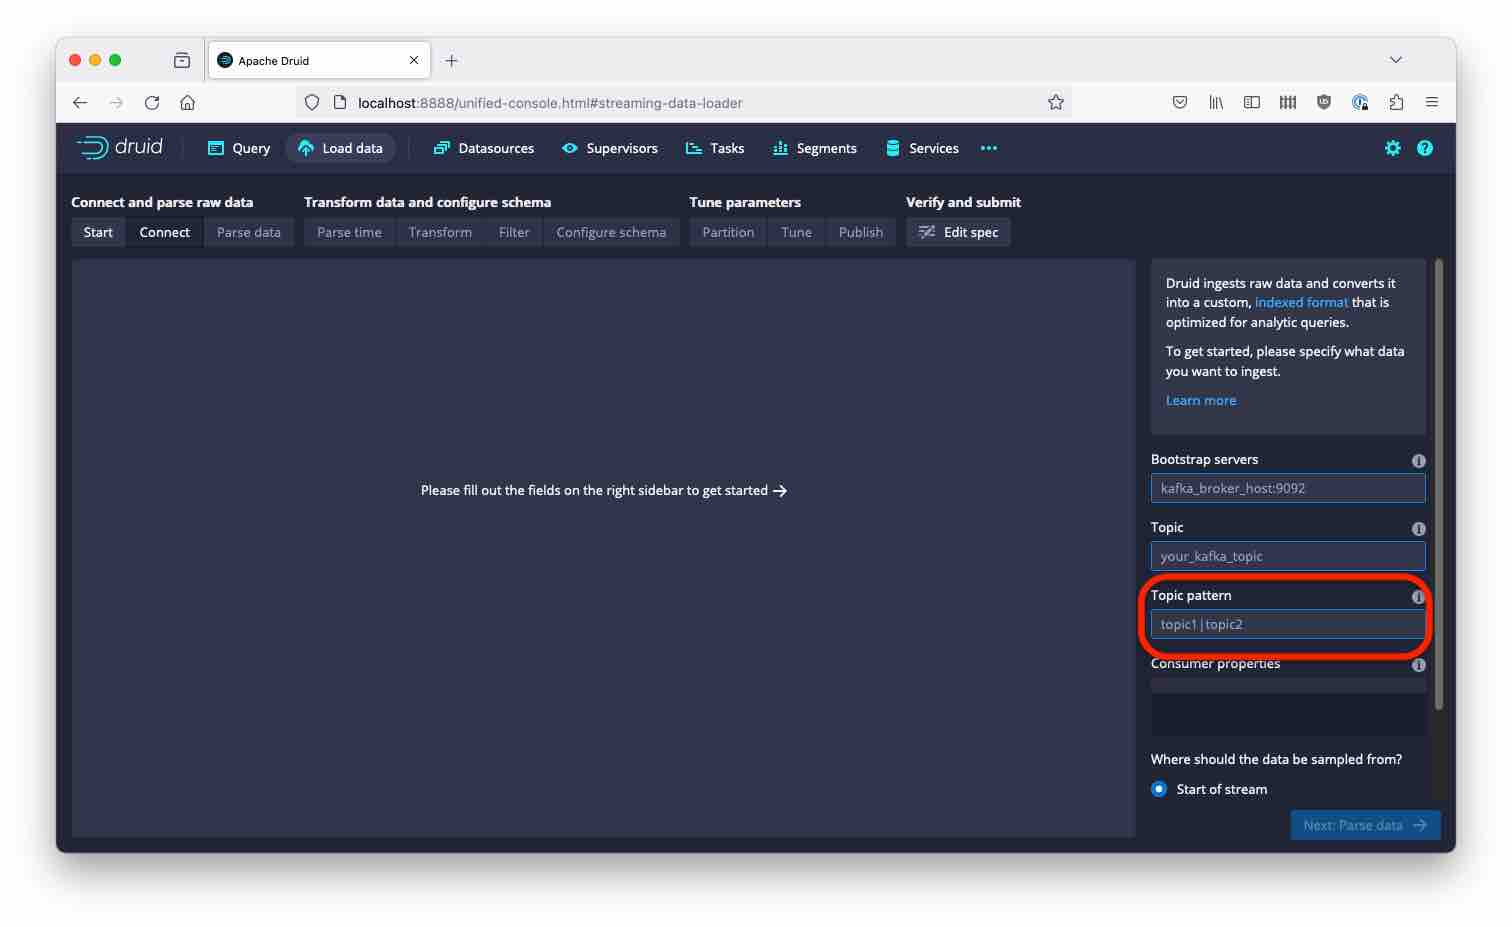 Apache Druid
localhost:8888/unified-console.html#streaming-data-loader
druid Query Load data Datasources Supervisors Tasks Segments Services
Connect and parse raw data Transform data and configure schema Tune parameters Verify and submit
Start Connect Parse data Parse time Transform Filter Configure schema Partition Tune Publish Edit spec
Please fill out the fields on the right sidebar to get started →
Druid ingests raw data and converts it
into a custom, indexed format that is
optimized for analytic queries.
To get started, please specify what data
you want to ingest.
Learn more
Bootstrap servers
kafka_broker_host:9092
Topic
your_kafka_topic
Topic pattern
topic1|topic2
Consumer properties
Where should the data be sampled from?
Start of stream
Next: Parse data →